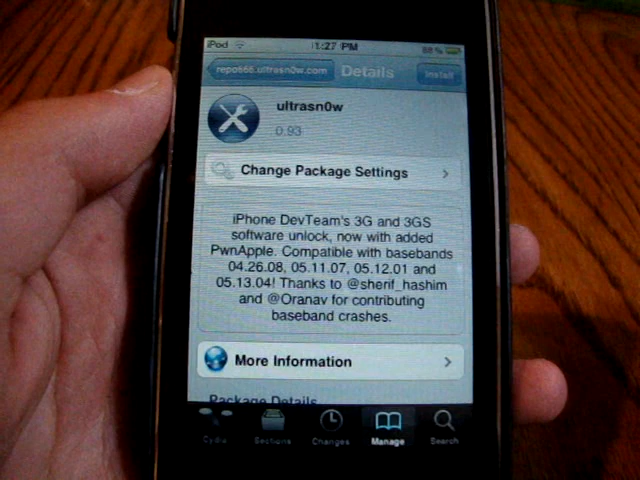 iPod 1:27 PM 88%
repo666.ultrasn0w.com Details Install
ultrasn0w
0.93
Change Package Settings
iPhone DevTeam's 3G and 3GS
software unlock, now with added
PwnApple. Compatible with basebands
04.26.08, 05.11.07, 05.12.01 and
05.13.04! Thanks to @sherif_hashim
and @Oranav for contributing
baseband crashes.
More Information
Package Details
Cydia Sections Changes Manage Search